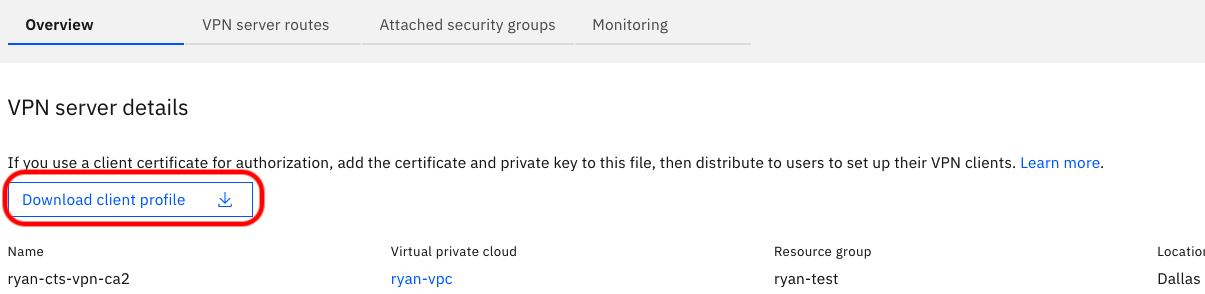 Overview VPN server routes Attached security groups Monitoring
VPN server details
If you use a client certificate for authorization, add the certificate and private key to this file, then distribute to users to set up their VPN clients. Learn more.
Download client profile
Name Virtual private cloud Resource group Location
ryan-cts-vpn-ca2 ryan-vpc ryan-test Dallas